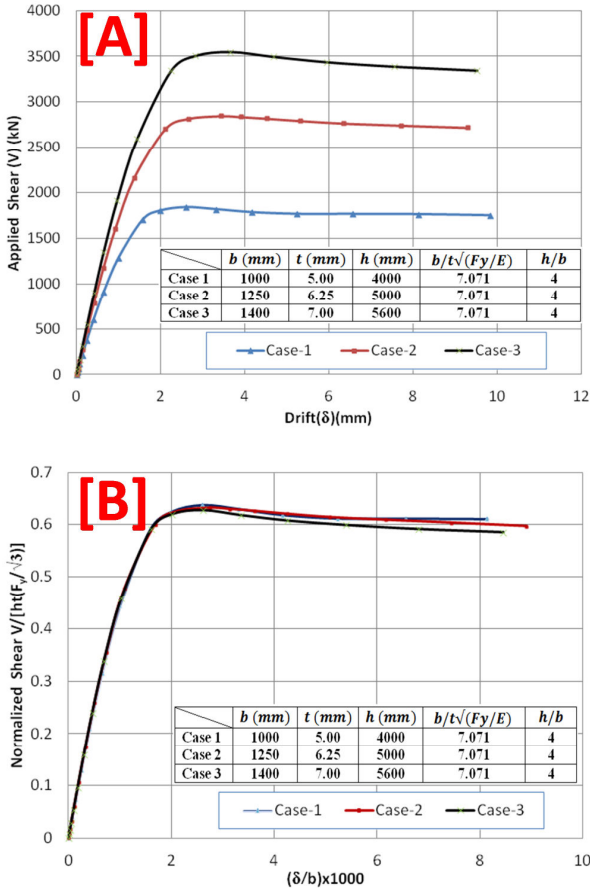 [A]
4000
3500
3000
2500
2000
1500
1000
500
0
Applied Shear (V) (kN)
b (mm) t (mm) h (mm) b/t√(Fy/E) h/b
Case 1 1000 5.00 4000 7.071 4
Case 2 1250 6.25 5000 7.071 4
Case 3 1400 7.00 5600 7.071 4
Case-1 Case-2 Case-3
0 2 4 6 8 10 12
Drift(δ)(mm)
[B]
0.7
0.6
0.5
0.4
0.3
0.2
0.1
0
Normalized Shear V/[ht(Fy/√3)]
b (mm) t (mm) h (mm) b/t√(Fy/E) h/b
Case 1 1000 5.00 4000 7.071 4
Case 2 1250 6.25 5000 7.071 4
Case 3 1400 7.00 5600 7.071 4
Case-1 Case-2 Case-3
0 2 4 6 8 10
(δ/b)x1000